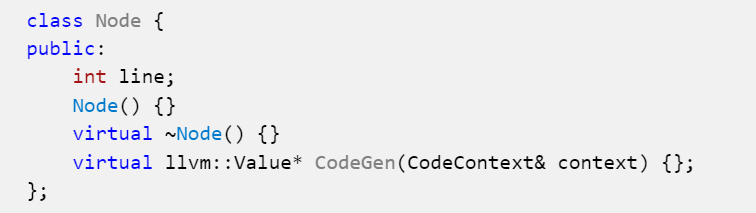 class Node {
public:
    int line;
    Node() {}
    virtual ~Node() {}
    virtual llvm::Value* CodeGen(CodeContext& context) {};
};